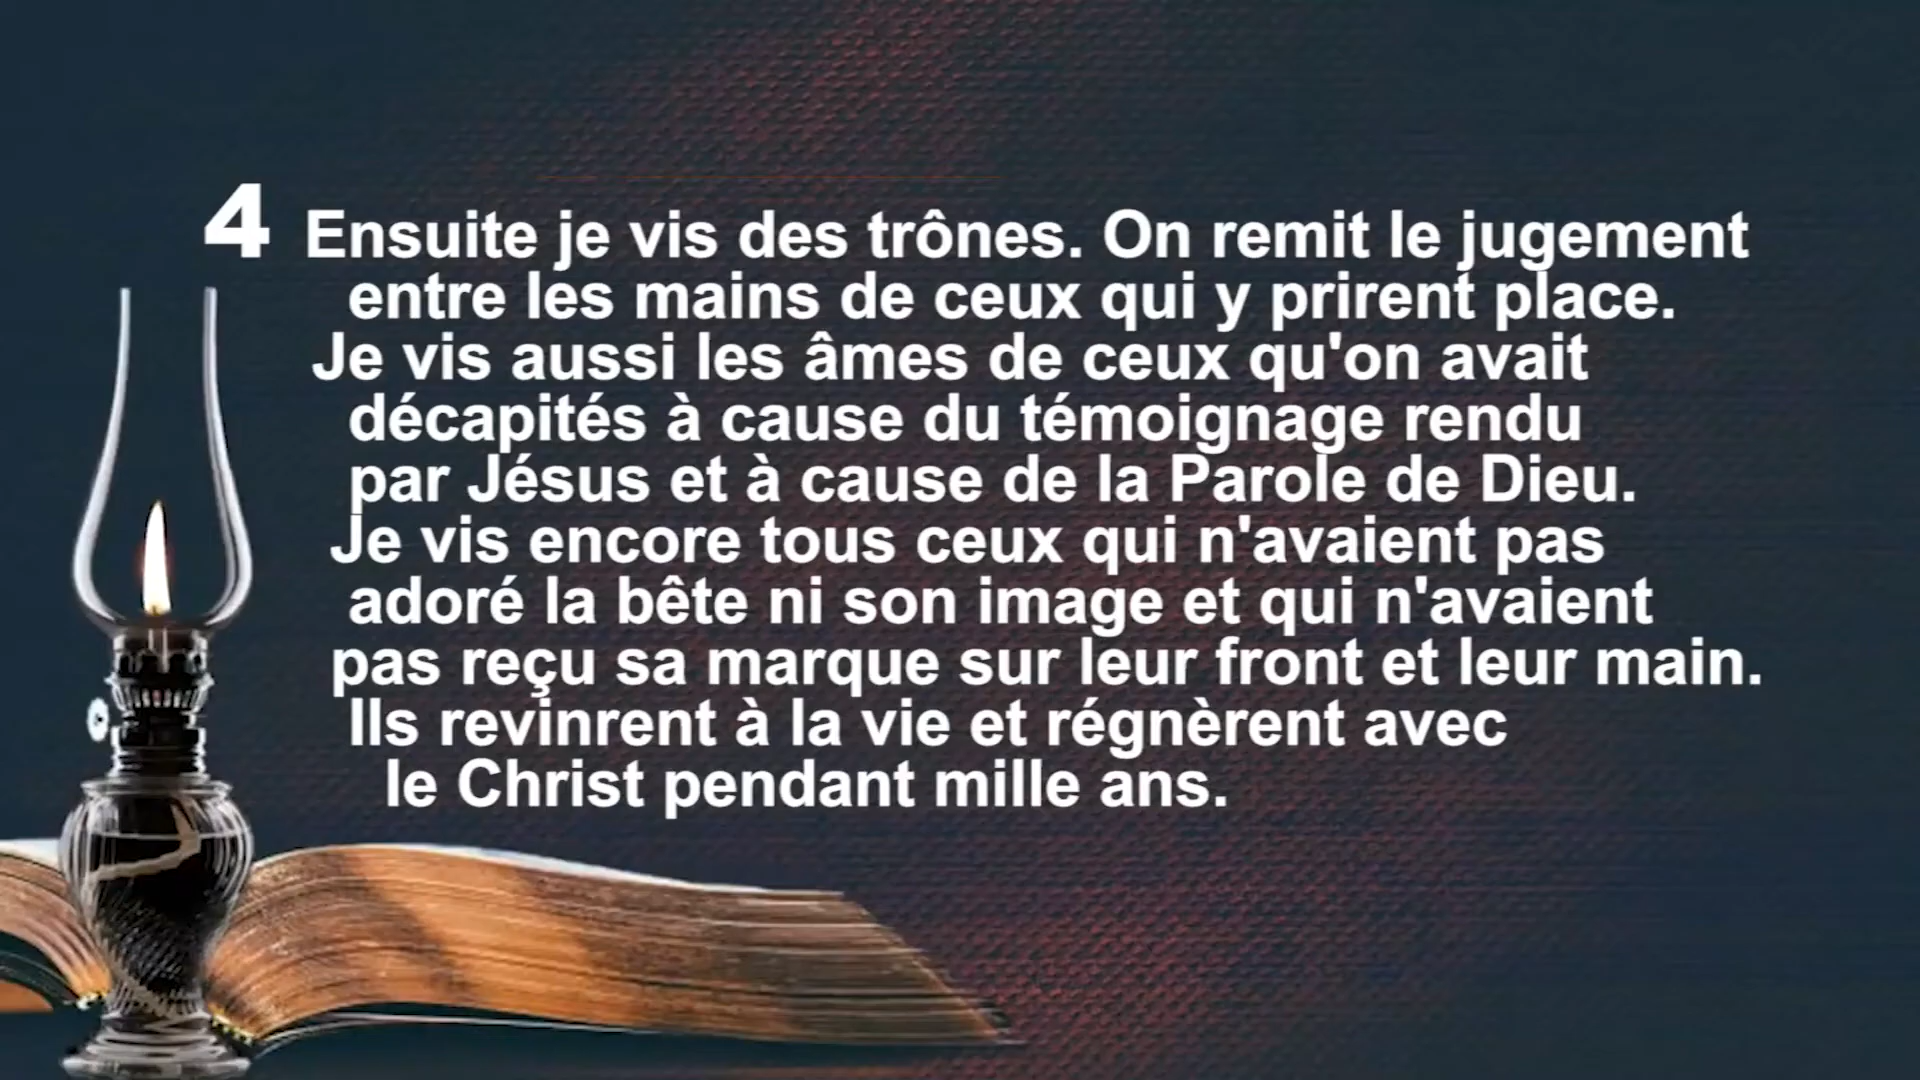 4 Ensuite je vis des trônes. On remit le jugement
entre les mains de ceux qui y prirent place.
Je vis aussi les âmes de ceux qu'on avait
décapités à cause du témoignage rendu
par Jésus et à cause de la Parole de Dieu.
Je vis encore tous ceux qui n'avaient pas
adoré la bête ni son image et qui n'avaient
pas reçu sa marque sur leur front et leur main.
Ils revinrent à la vie et régnèrent avec
le Christ pendant mille ans.